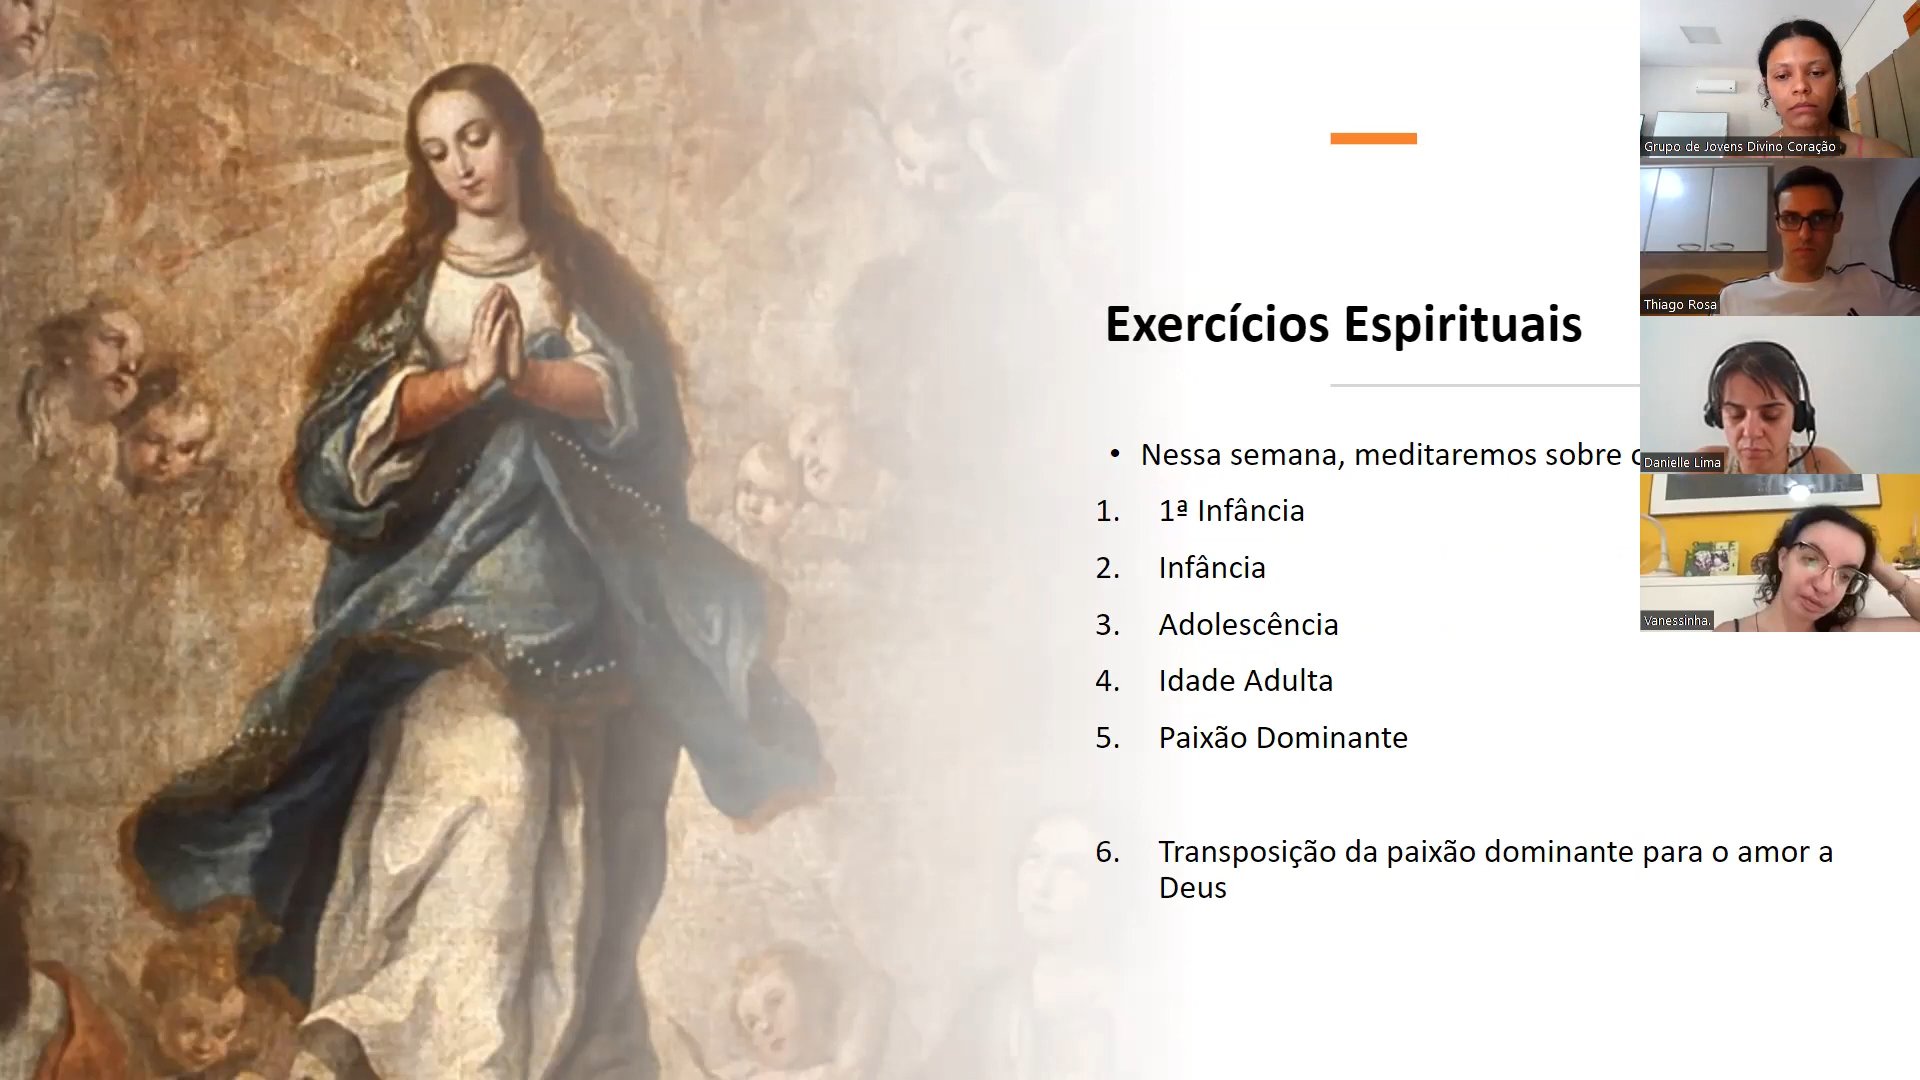 Exercícios Espirituais
• Nessa semana, meditaremos sobre
1. 1ª Infância
2. Infância
3. Adolescência
4. Idade Adulta
5. Paixão Dominante
6. Transposição da paixão dominante para o amor a
Deus
Grupo de Jovens Divino Coração
Thiago Rosa
Danielle Lima
Vanessinha.